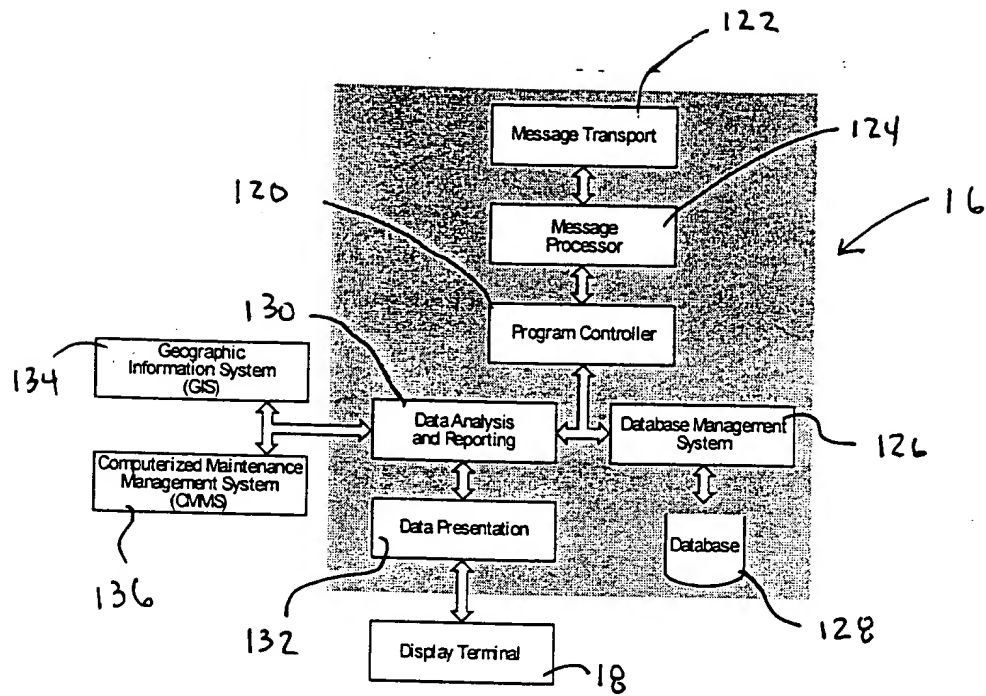 122
Message Transport
124
120
Message
Processor
16
130
Program Controller
134
Geographic
Information System
(GIS)
Data Analysis
and Reporting
Database Management
System
126
Computerized Maintenance
Management System
(CMMS)
Data Presentation
Database
136
132
128
Display Terminal
18